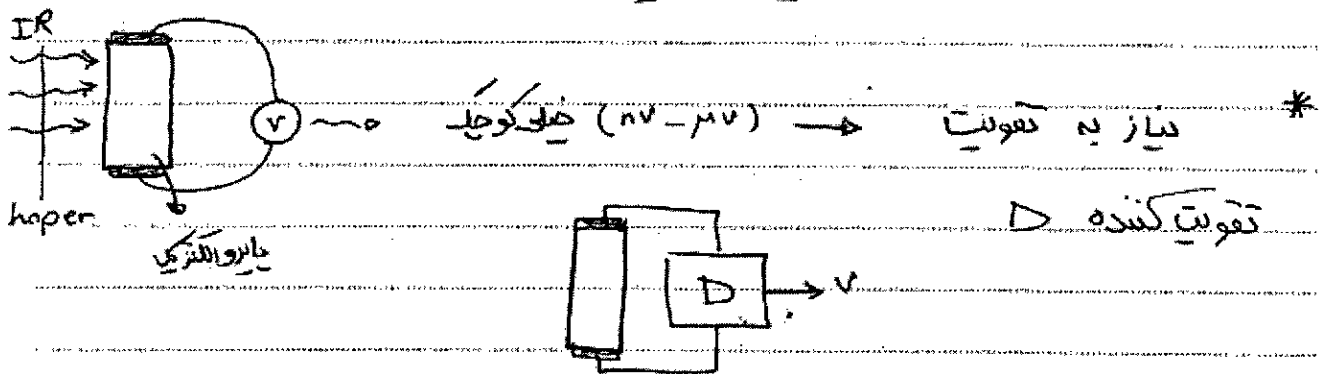 IR
* نیاز به تقویت → (nV - μV) خیلی کوچک
V
hoper
پایروالکتریک
تقویت کننده D
D → V